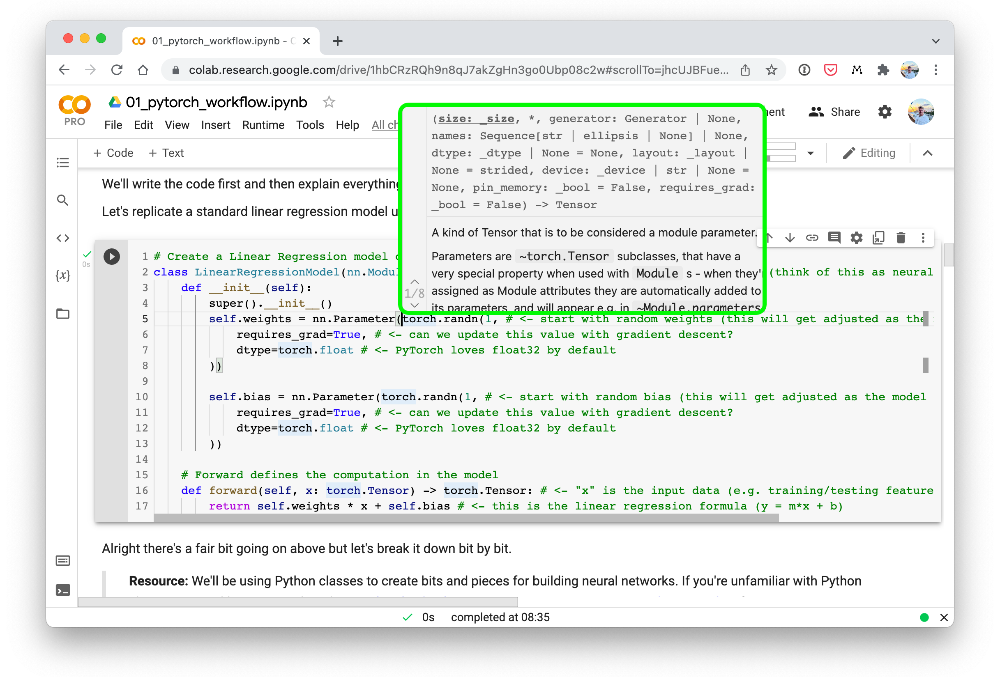 01_pytorch_workflow.ipynb -
colab.research.google.com/drive/1hbCRzRQh9n8qJ7akZgHn3go0Ubp08c2w#scrollTo=jhcUJBFue...
PRO
01_pytorch_workflow.ipynb
File Edit View Insert Runtime Tools Help All
Share
+ Code + Text
Editing
(size: _size, *, generator: Generator | None,
names: Sequence[str | ellipsis | None] | None,
dtype: _dtype | None = None, layout: _layout |
None = strided, device: _device | str | None =
None, pin_memory: _bool = False, requires_grad:
_bool = False) -> Tensor
A kind of Tensor that is to be considered a module parameter.
Parameters are ~torch.Tensor subclasses, that have a
very special property when used with Module s - when they'
assigned as Module attributes they are automatically added to
its parameters, and will appear e.g. in ~Module.parameters
1/8
We'll write the code first and then explain everything
Let's replicate a standard linear regression model
0s
{x}
1 # Create a Linear Regression model
2 class LinearRegressionModel(nn.Modul (think of this as neural
3 def __init__(self):
4 super().__init__()
5 self.weights = nn.Parameter(torch.randn(1, # <- start with random weights (this will get adjusted as the
6 requires_grad=True, # <- can we update this value with gradient descent?
7 dtype=torch.float # <- PyTorch loves float32 by default
8 ))
9
10 self.bias = nn.Parameter(torch.randn(1, # <- start with random bias (this will get adjusted as the model
11 requires_grad=True, # <- can we update this value with gradient descent?
12 dtype=torch.float # <- PyTorch loves float32 by default
13 ))
14
15 # Forward defines the computation in the model
16 def forward(self, x: torch.Tensor) -> torch.Tensor: # <- "x" is the input data (e.g. training/testing feature
17 return self.weights * x + self.bias # <- this is the linear regression formula (y = m*x + b)
Alright there's a fair bit going on above but let's break it down bit by bit.
Resource: We'll be using Python classes to create bits and pieces for building neural networks. If you're unfamiliar with Python
0s completed at 08:35